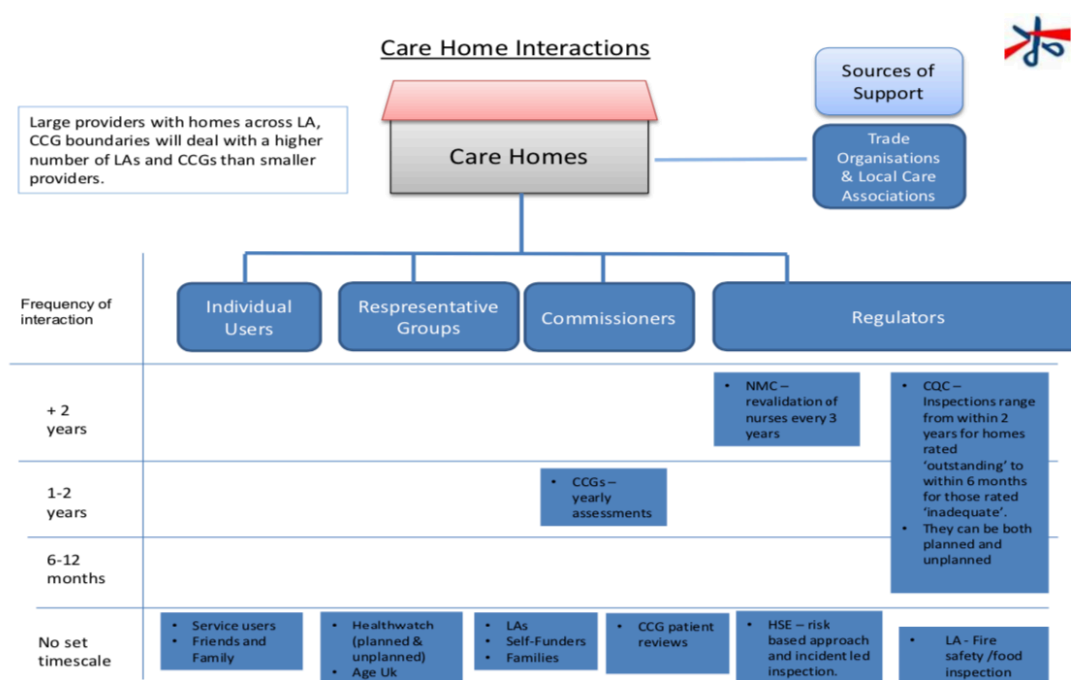 Care Home Interactions
Large providers with homes across LA,
CCG boundaries will deal with a higher
number of LAs and CCGs than smaller
providers.
Care Homes
Sources of
Support
Trade
Organisations
& Local Care
Associations
Frequency of
interaction
Individual
Users
Respresentative
Groups
Commissioners
Regulators
+ 2
years
• NMC –
revalidation of
nurses every 3
years
• CQC –
Inspections range
from within 2
years for homes
rated
‘outstanding’ to
within 6 months
for those rated
‘inadequate’.
• They can be both
planned and
unplanned
1-2
years
• CCGs –
yearly
assessments
6-12
months
No set
timescale
• Service users
• Friends and
Family
• Healthwatch
(planned &
unplanned)
• Age Uk
• LAs
• Self-Funders
• Families
• CCG patient
reviews
• HSE – risk
based approach
and incident led
inspection.
• LA - Fire
safety /food
inspection